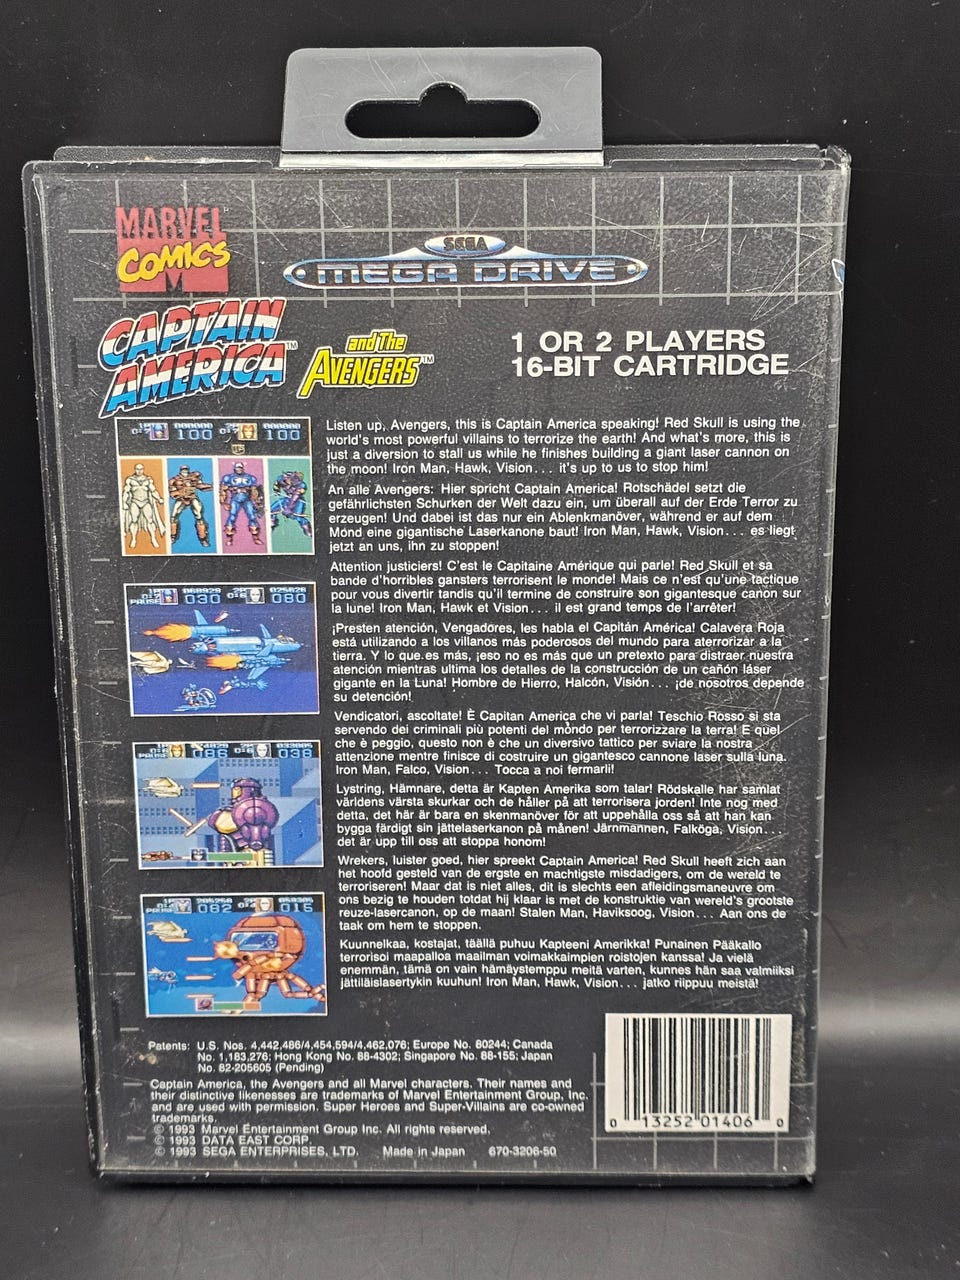 MARVEL
COMICS
M
SEGA
MEGA DRIVE
CAPTAIN
AMERICA™
and The
AVENGERS™
1 OR 2 PLAYERS
16-BIT CARTRIDGE
Listen up, Avengers, this is Captain America speaking! Red Skull is using the
world's most powerful villains to terrorize the earth! And what's more, this is
just a diversion to stall us while he finishes building a giant laser cannon on
the moon! Iron Man, Hawk, Vision... it's up to us to stop him!
An alle Avengers: Hier spricht Captain America! Rotschädel setzt die
gefährlichsten Schurken der Welt dazu ein, um überall auf der Erde Terror zu
erzeugen! Und dabei ist das nur ein Ablenkmanöver, während er auf dem
Mond eine gigantische Laserkanone baut! Iron Man, Hawk, Vision... es liegt
jetzt an uns, ihn zu stoppen!
Attention justiciers! C'est le Capitaine Amérique qui parle! Red Skull et sa
bande d'horribles gansters terrorisent le monde! Mais ce n'est qu'une tactique
pour vous divertir tandis qu'il termine de construire son gigantesque canon sur
la lune! Iron Man, Hawk et Vision... il est grand temps de l'arrêter!
¡Presten atención, Vengadores, les habla el Capitán América! Calavera Roja
está utilizando a los villanos más poderosos del mundo para aterrorizar a la
tierra. Y lo que es más, ¡eso no es más que un pretexto para distraer nuestra
atención mientras ultima los detalles de la construcción de un cañón láser
gigante en la Luna! Hombre de Hierro, Halcón, Visión... ¡de nosotros depende
su detención!
Vendicatori, ascoltate! È Capitan America che vi parla! Teschio Rosso si sta
servendo dei criminali più potenti del mondo per terrorizzare la terra! E quel
che è peggio, questo non è che un diversivo tattico per sviare la nostra
attenzione mentre finisce di costruire un gigantesco cannone laser sulla luna.
Iron Man, Falco, Vision... Tocca a noi fermarli!
Lystring, Hämnare, detta är Kapten Amerika som talar! Rödskalle har samlat
världens värsta skurkar och de håller på att terrorisera jorden! Inte nog med
detta, det här är bara en skenmanöver för att uppehålla oss så att han kan
bygga färdigt sin jättelaserkanon på månen! Järnmannen, Falköga, Vision...
det är upp till oss att stoppa honom!
Wrekers, luister goed, hier spreekt Captain America! Red Skull heeft zich aan
het hoofd gesteld van de ergste en machtigste misdadigers, om de wereld te
terroriseren! Maar dat is niet alles, dit is slechts een afleidingsmaneuvre om
ons bezig te houden totdat hij klaar is met de konstruktie van wereld's grootste
reuze-lasercanon, op de maan! Stalen Man, Haviksoog, Vision... Aan ons de
taak om hem te stoppen.
Kuunnelkaa, kostajat, täällä puhuu Kapteeni Amerikka! Punainen Pääkallo
terrorisoi maapalloa maailman voimakkaimpien roistojen kanssa! Ja vielä
enemmän, tämä on vain hämäystemppu meitä varten, kunnes hän saa valmiiksi
jättiläislasertykin kuuhun! Iron Man, Hawk, Vision... jatko riippuu meistä!
000000 000000
100 100
030 080
PAUSE
086 036
PAUSE
062 015
PAUSE
Patents: U.S. Nos. 4,442,486/4,454,594/4,462,076; Europe No. 80244; Canada
No. 1,183,276; Hong Kong No. 88-4302; Singapore No. 88-155; Japan
No. 82-205605 (Pending)
Captain America, the Avengers and all Marvel characters. Their names and
their distinctive likenesses are trademarks of Marvel Entertainment Group, Inc.
and are used with permission. Super Heroes and Super-Villains are co-owned
trademarks.
© 1993 Marvel Entertainment Group Inc. All rights reserved.
© 1993 DATA EAST CORP.
© 1993 SEGA ENTERPRISES, LTD. Made in Japan 670-3206-50
0 13252 01406 0